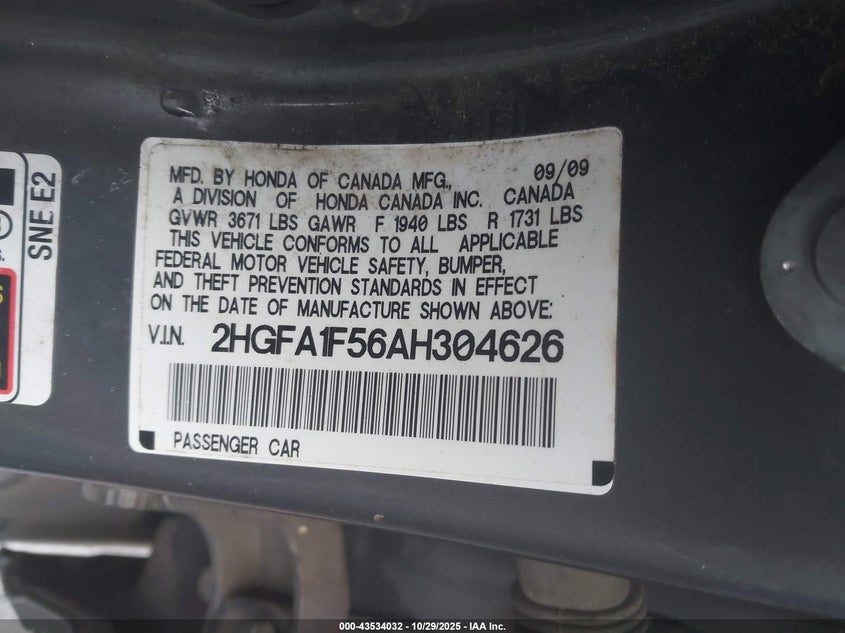 MFD. BY HONDA OF CANADA MFG., 09/09
A DIVISION OF HONDA CANADA INC. CANADA
GVWR 3671 LBS GAWR F 1940 LBS R 1731 LBS
THIS VEHICLE CONFORMS TO ALL APPLICABLE
FEDERAL MOTOR VEHICLE SAFETY, BUMPER,
AND THEFT PREVENTION STANDARDS IN EFFECT
ON THE DATE OF MANUFACTURE SHOWN ABOVE:
V.I.N. 2HGFA1F56AH304626
PASSENGER CAR
SNE E2
000-43534032 - 10/29/2025 - IAA Inc.